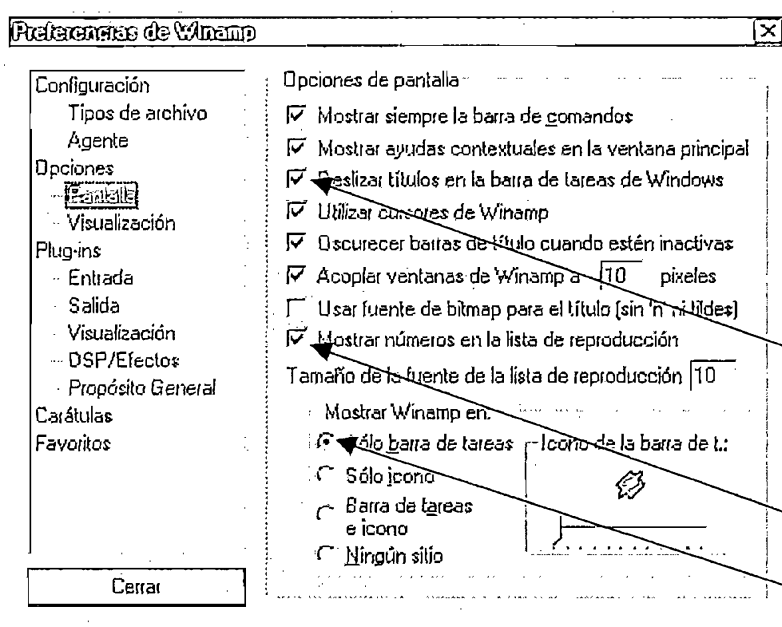 Preferencias de Winamp
Configuración
Tipos de archivo
Agente
Opciones
Pantalla
Visualización
Plug-ins
Entrada
Salida
Visualización
DSP/Efectos
Propósito General
Carátulas
Favoritos
Cerrar
Opciones de pantalla
Mostrar siempre la barra de comandos
Mostrar ayudas contextuales en la ventana principal
Deslizar títulos en la barra de tareas de Windows
Utilizar cursores de Winamp
Oscurecer barras de título cuando estén inactivas
Acoplar ventanas de Winamp a 10 pixeles
Usar fuente de bitmap para el título (sin 'n' ni tildes)
Mostrar números en la lista de reproducción
Tamaño de la fuente de la lista de reproducción 10
Mostrar Winamp en:
Sólo barra de tareas
Sólo icono
Barra de tareas
e icono
Ningún sitio
Icono de la barra de t.: